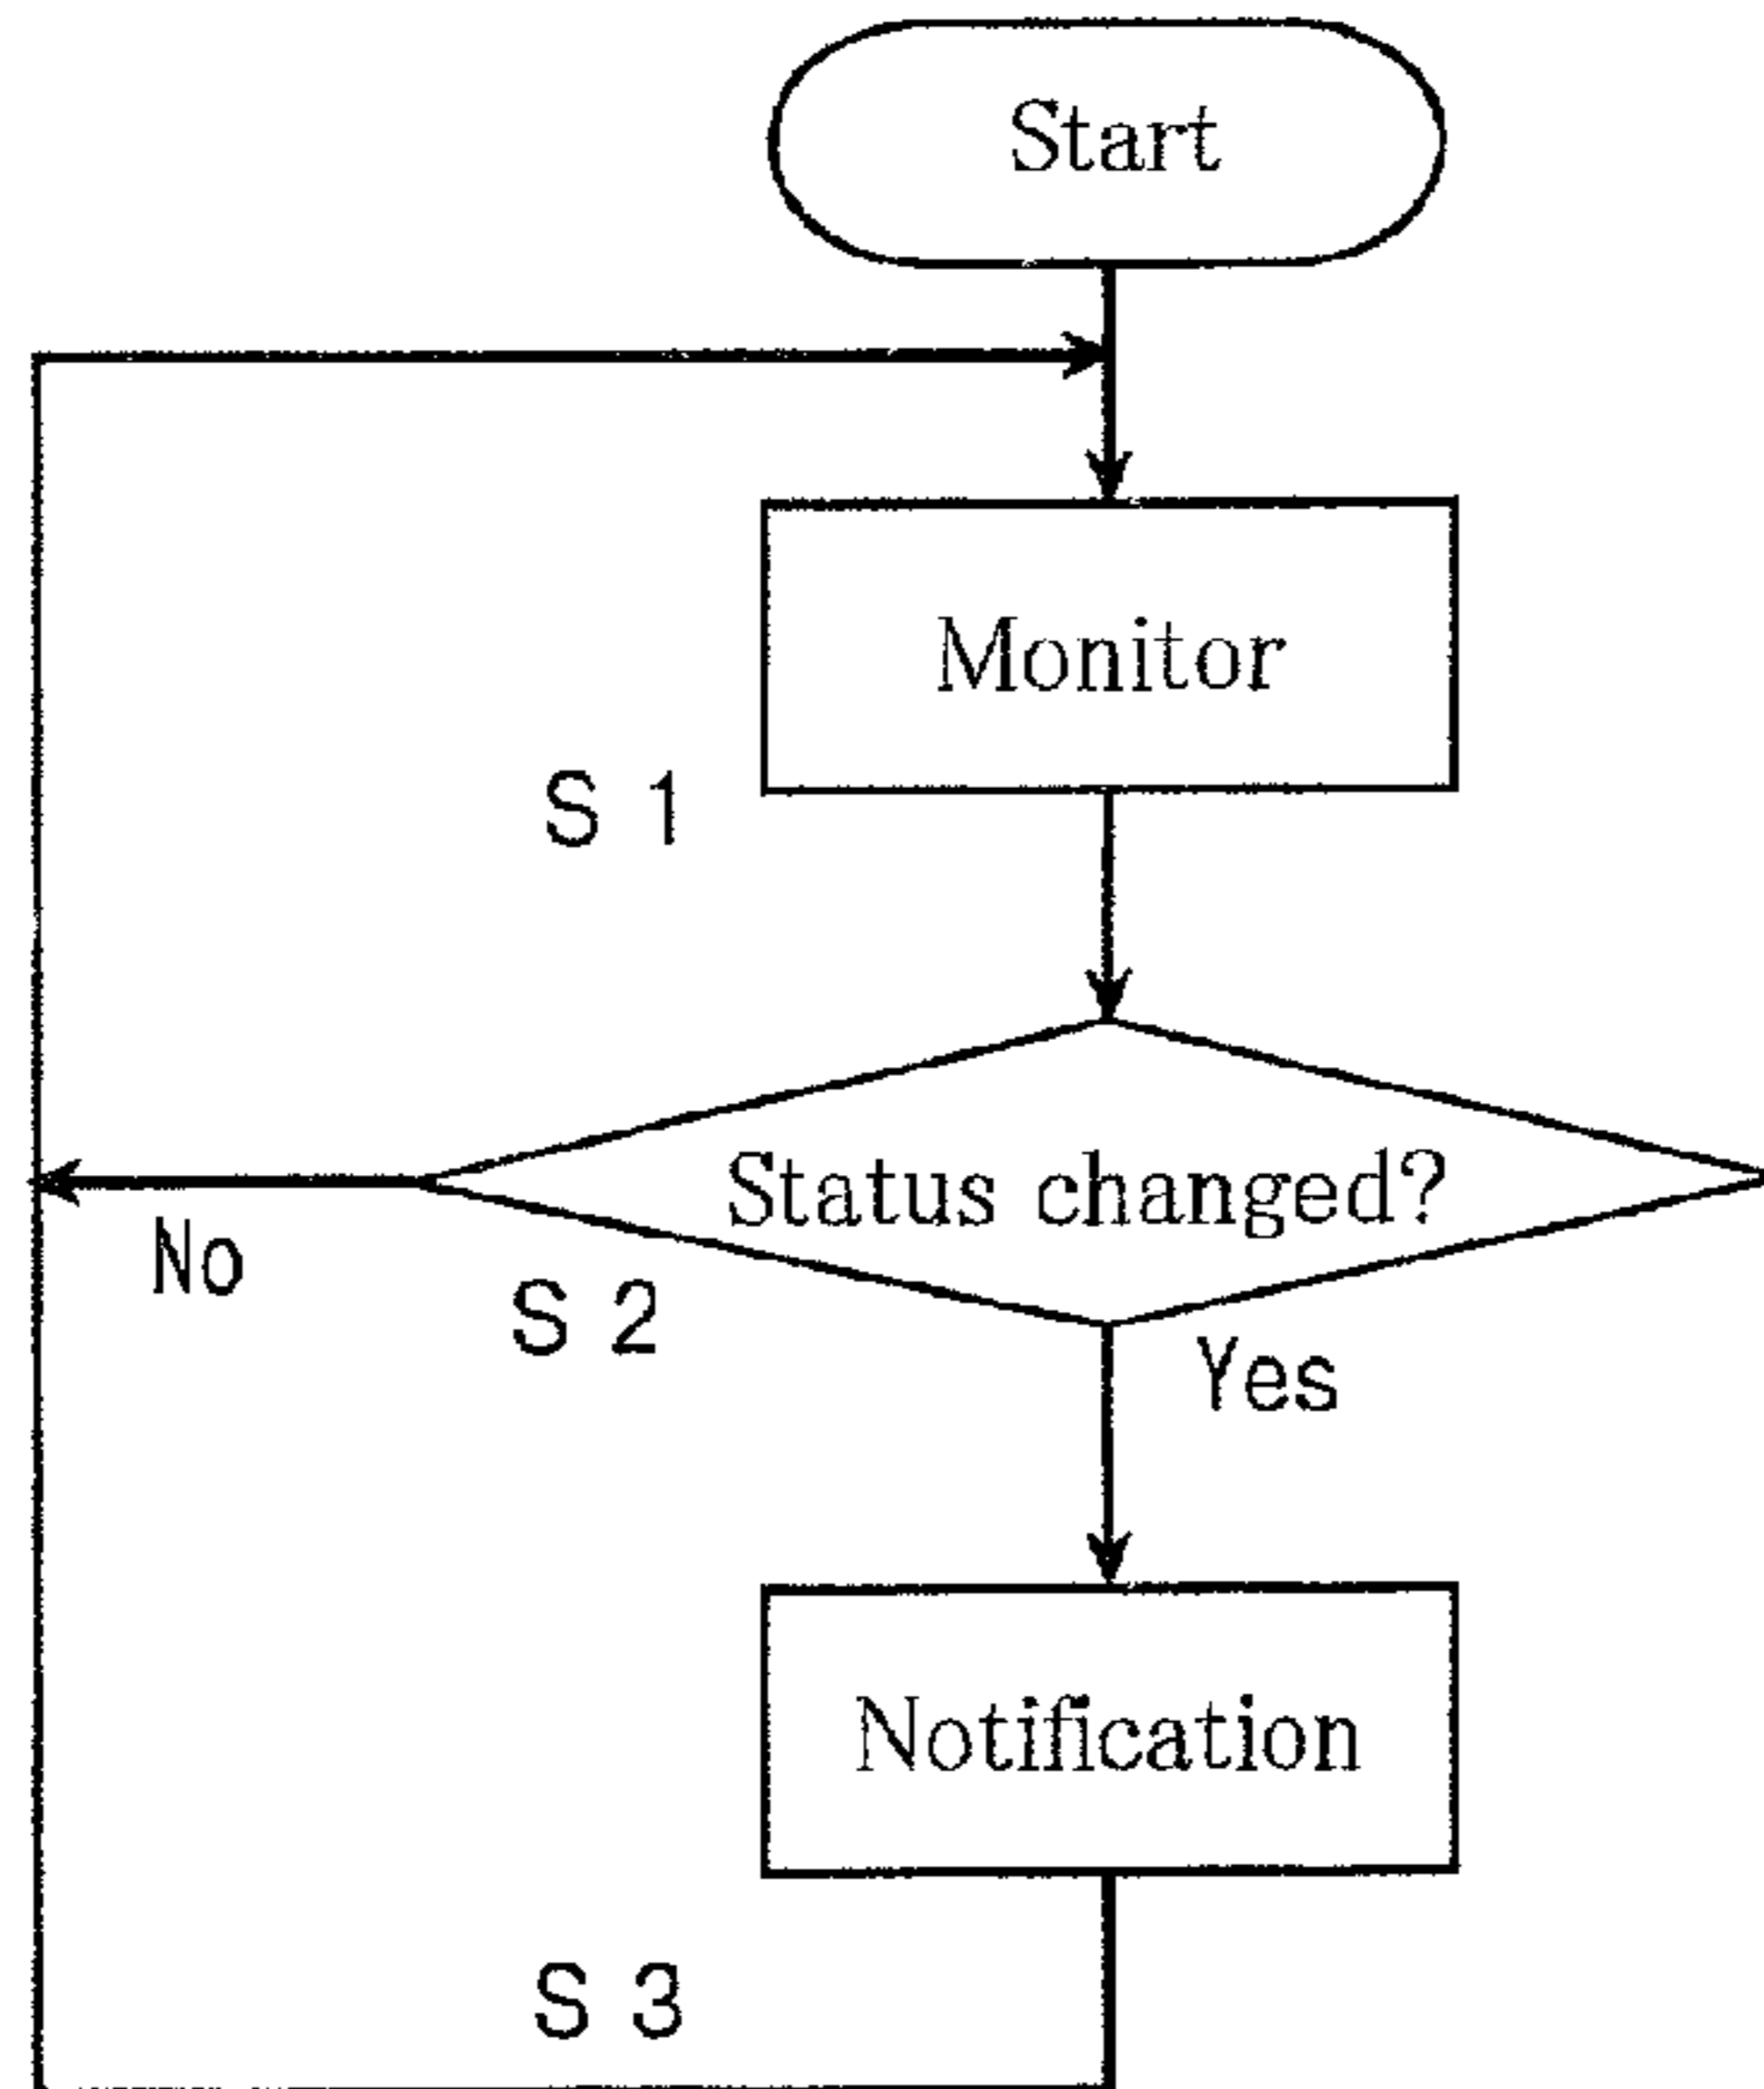 Start
Monitor
S 1
Status changed?
No
S 2
Yes
Notification
S 3